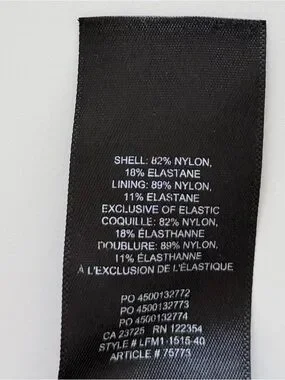 SHELL: 82% NYLON,
18% ELASTANE
LINING: 89% NYLON,
11% ELASTANE
EXCLUSIVE OF ELASTIC
COQUILLE: 82% NYLON,
18% ÉLASTHANNE
DOUBLURE: 89% NYLON,
11% ÉLASTHANNE
À L'EXCLUSION DE L'ÉLASTIQUE
PO 4500132772
PO 4500132773
PO 4500132774
CA 23725 RN 122354
STYLE # LFM1-1515-40
ARTICLE # 75773